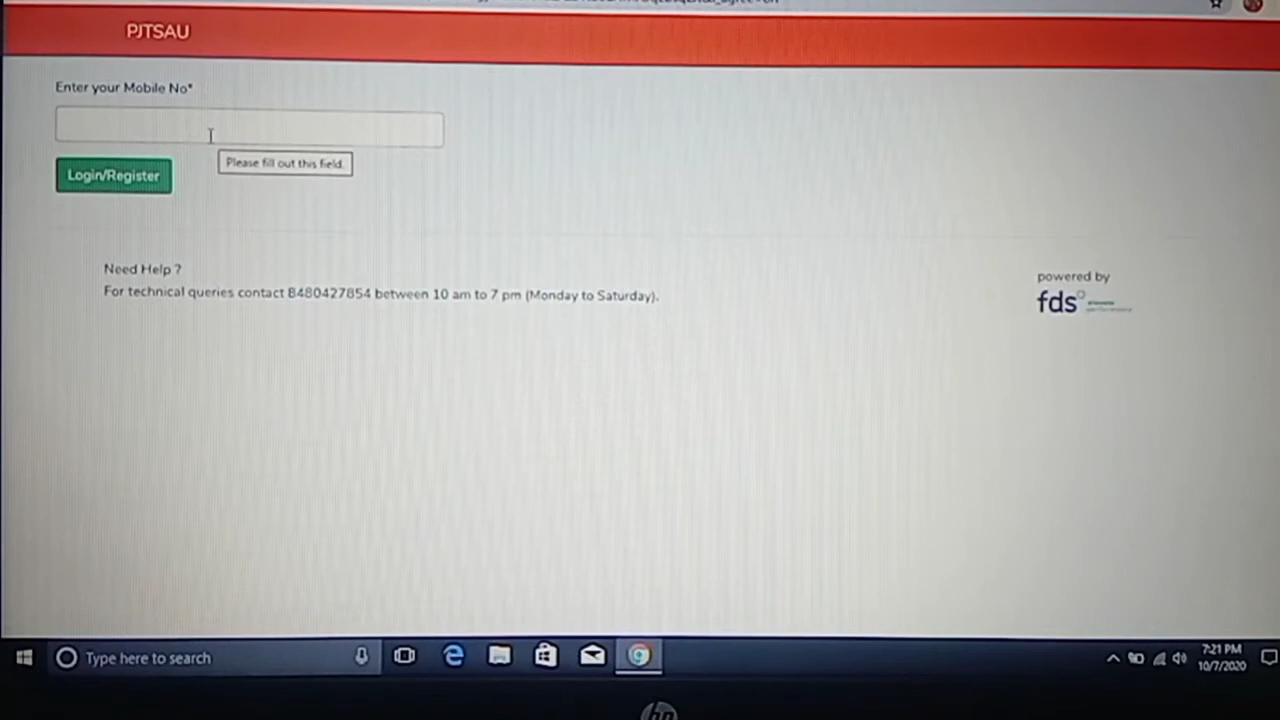 PJTSAU
Enter your Mobile No*
Please fill out this field.
Login/Register
Need Help ?
For technical queries contact 8480427854 between 10 am to 7 pm (Monday to Saturday).
powered by
fds
Type here to search
7:21 PM
10/7/2020
hp